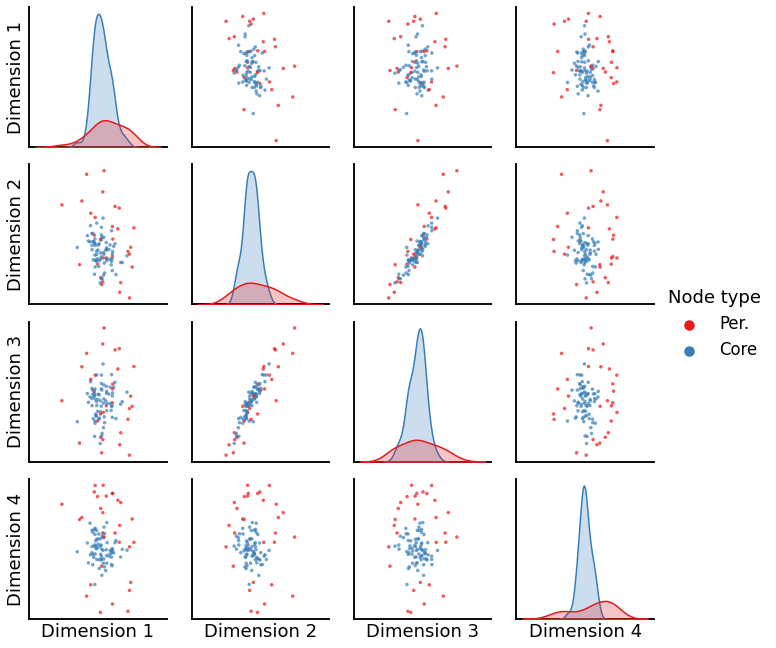 Dimension 1
Dimension 2
Dimension 3
Dimension 4
Node type
Per.
Core
Dimension 1
Dimension 2
Dimension 3
Dimension 4